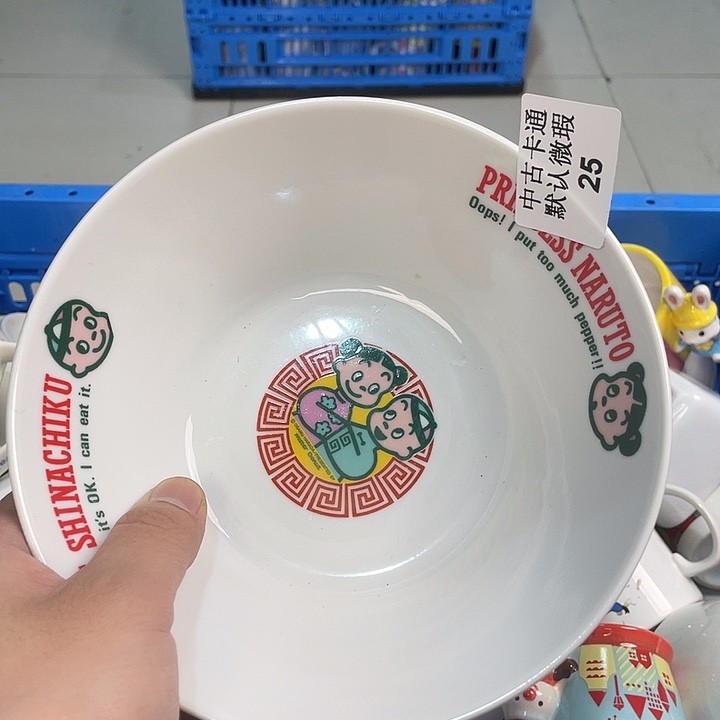 中古卡通
默认微瑕
25
NARUTO
Oops! I put too much pepper!!
SHINACHIKU
it's OK. I can eat it.